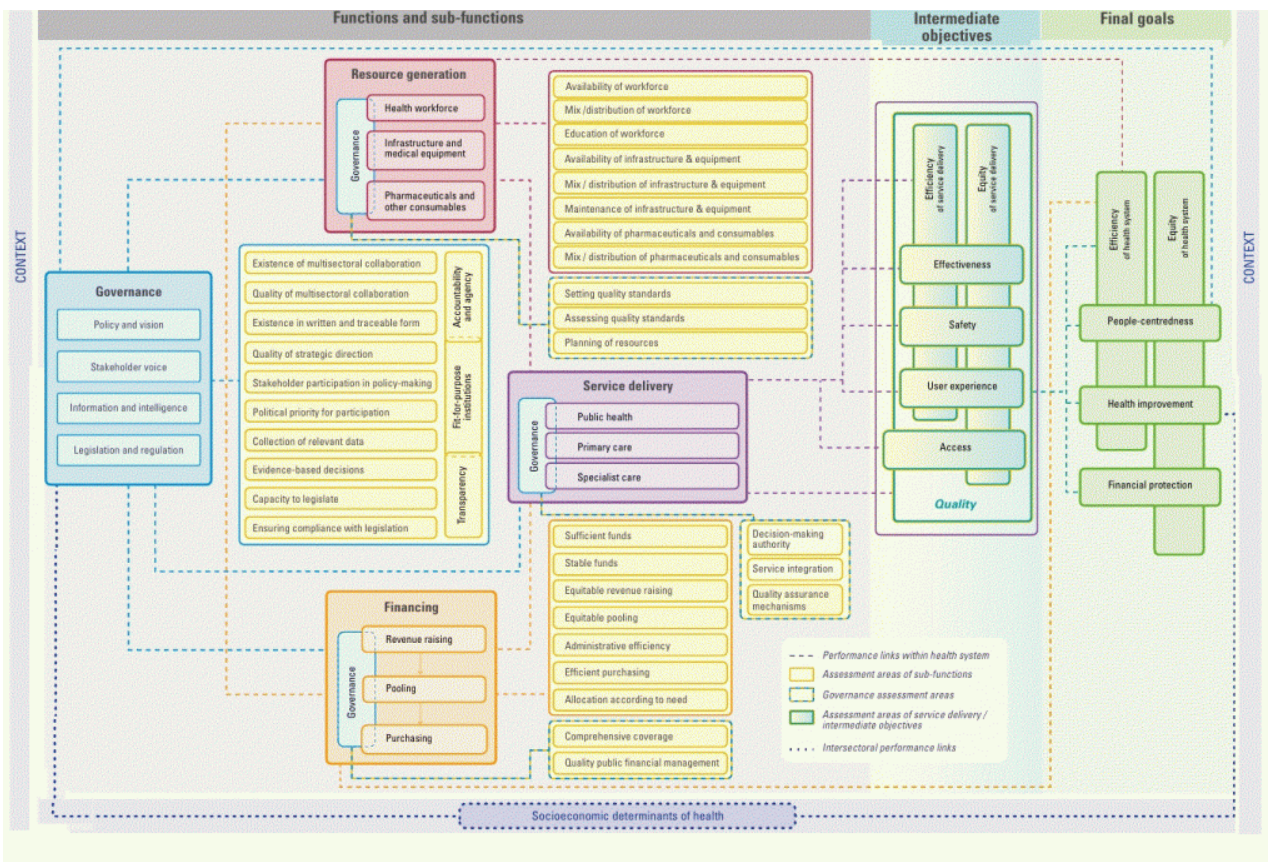 Functions and sub-functions
Intermediate
objectives
Final goals
CONTEXT
CONTEXT
Resource generation
Governance
Health workforce
Infrastructure and
medical equipment
Pharmaceuticals and
other consumables
Availability of workforce
Mix /distribution of workforce
Education of workforce
Availability of infrastructure & equipment
Mix / distribution of infrastructure & equipment
Maintenance of infrastructure & equipment
Availability of pharmaceuticals and consumables
Mix / distribution of pharmaceuticals and consumables
Setting quality standards
Assessing quality standards
Planning of resources
Governance
Policy and vision
Stakeholder voice
Information and intelligence
Legislation and regulation
Existence of multisectoral collaboration
Quality of multisectoral collaboration
Existence in written and traceable form
Quality of strategic direction
Stakeholder participation in policy-making
Political priority for participation
Collection of relevant data
Evidence-based decisions
Capacity to legislate
Ensuring compliance with legislation
Accountability
and agency
Fit-for-purpose
institutions
Transparency
Service delivery
Governance
Public health
Primary care
Specialist care
Decision-making
authority
Service integration
Quality assurance
mechanisms
Financing
Governance
Revenue raising
Pooling
Purchasing
Sufficient funds
Stable funds
Equitable revenue raising
Equitable pooling
Administrative efficiency
Efficient purchasing
Allocation according to need
Comprehensive coverage
Quality public financial management
Efficiency
of service delivery
Equity
of service delivery
Effectiveness
Safety
User experience
Access
Quality
Efficiency
of health system
Equity
of health system
People-centredness
Health improvement
Financial protection
Performance links within health system
Assessment areas of sub-functions
Governance assessment areas
Assessment areas of service delivery /
intermediate objectives
Intersectoral performance links
Socioeconomic determinants of health